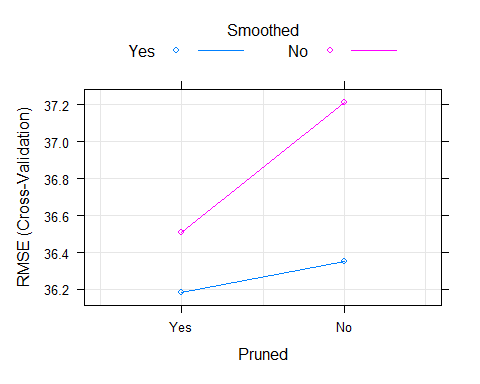 Smoothed
Yes No
37.2
37.0
36.8
36.6
36.4
36.2
RMSE (Cross-Validation)
Yes No
Pruned